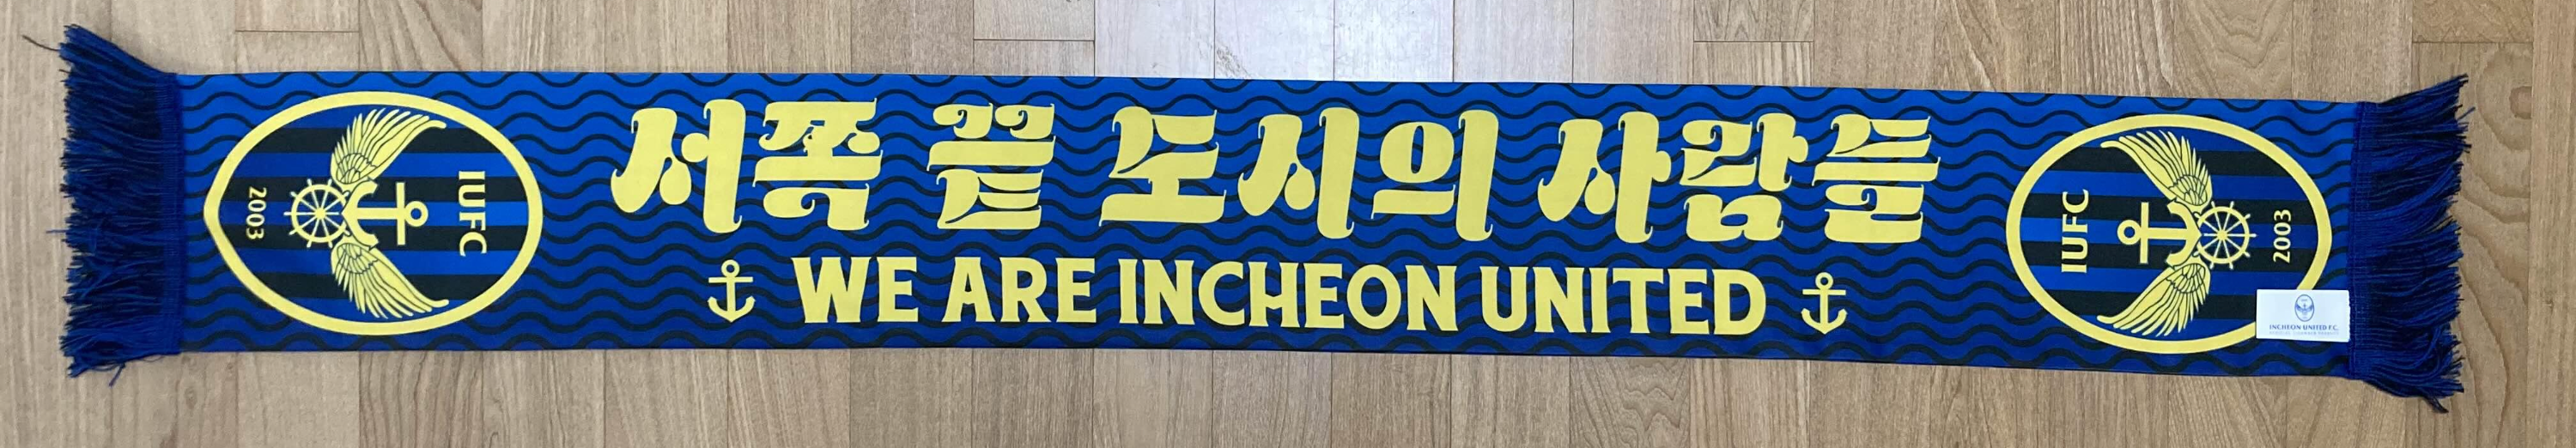 IUFC
2003
서쪽 끝 도시의 사람들
WE ARE INCHEON UNITED
IUFC
2003
INCHEON UNITED F.C.